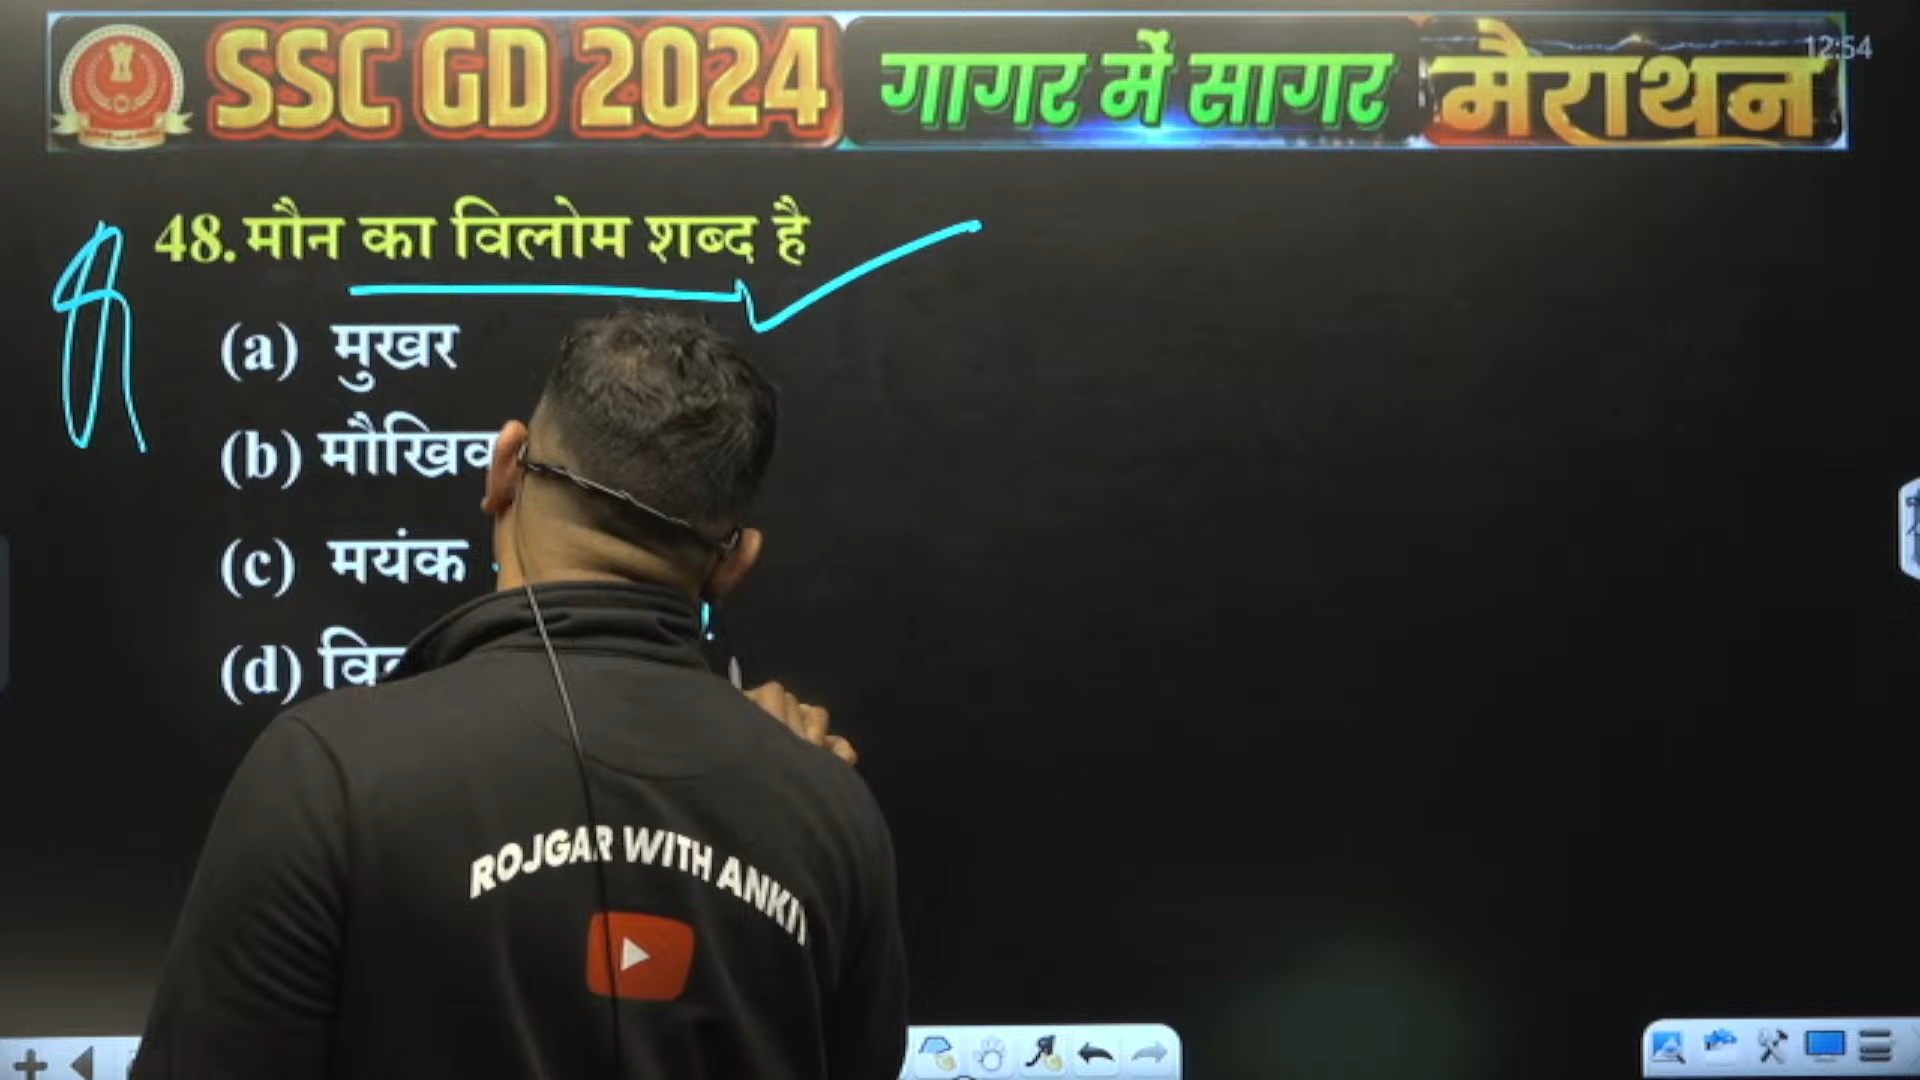 SSC GD 2024 गागर में सागर मैराथन
12:54
48. मौन का विलोम शब्द है
(a) मुखर
(b)
(c) मयंक
(d)
ROJGAR WITH ANKIT